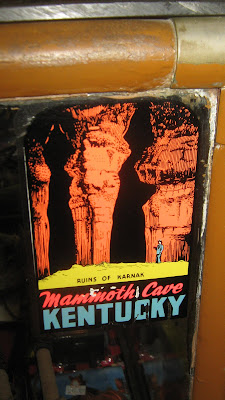 RUINS OF KARNAK
Mammoth Cave
KENTUCKY